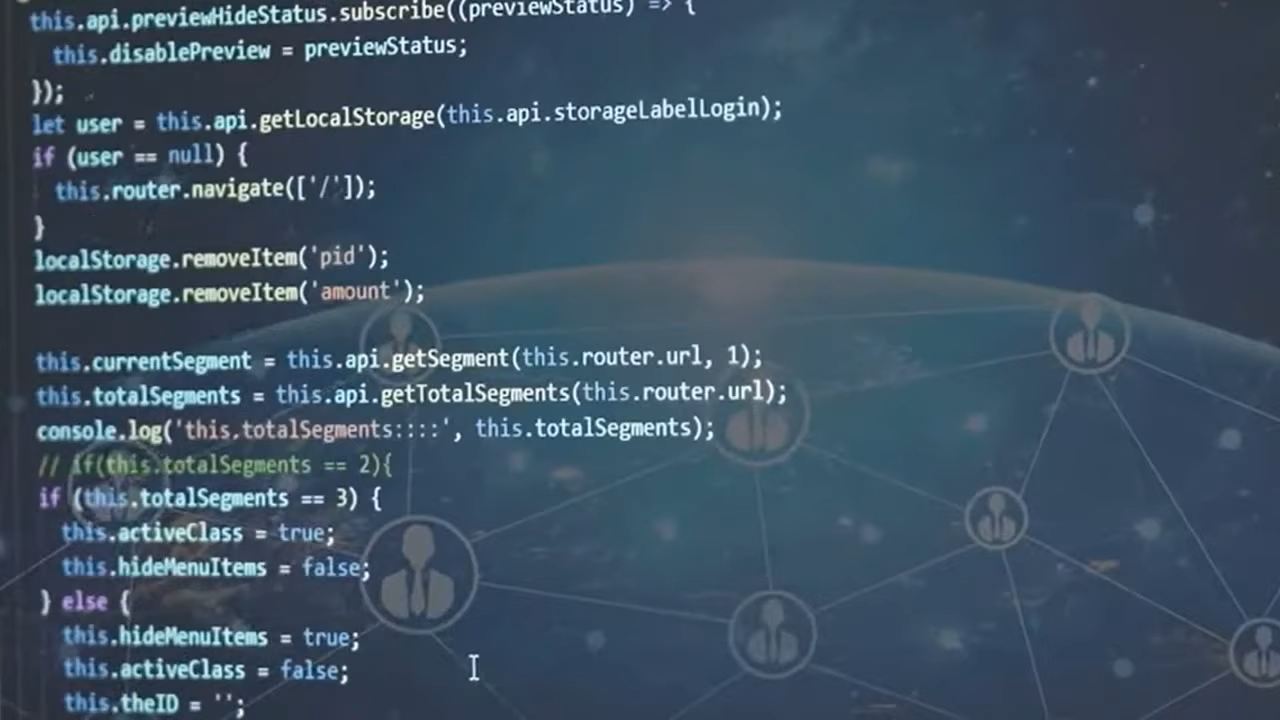 this.api.previewHideStatus.subscribe((previewStatus) => {
this.disablePreview = previewStatus;
});
let user = this.api.getLocalStorage(this.api.storageLabelLogin);
if (user == null) {
this.router.navigate(['/']);
}
localStorage.removeItem('pid');
localStorage.removeItem('amount');
this.currentSegment = this.api.getSegment(this.router.url, 1);
this.totalSegments = this.api.getTotalSegments(this.router.url);
console.log('this.totalSegments::::', this.totalSegments);
// if(this.totalSegments == 2){
if (this.totalSegments == 3) {
this.activeClass = true;
this.hideMenuItems = false;
} else {
this.hideMenuItems = true;
this.activeClass = false;
this.theID = '';